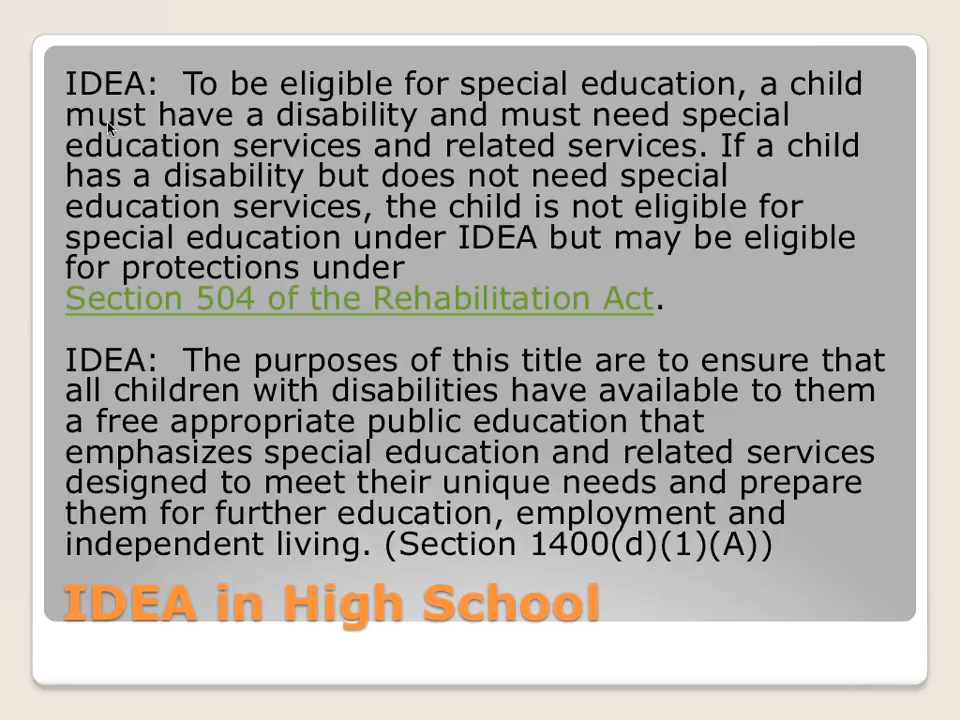 IDEA:  To be eligible for special education, a child
must have a disability and must need special
education services and related services. If a child
has a disability but does not need special
education services, the child is not eligible for
special education under IDEA but may be eligible
for protections under
Section 504 of the Rehabilitation Act.
IDEA:  The purposes of this title are to ensure that
all children with disabilities have available to them
a free appropriate public education that
emphasizes special education and related services
designed to meet their unique needs and prepare
them for further education, employment and
independent living. (Section 1400(d)(1)(A))
IDEA in High School